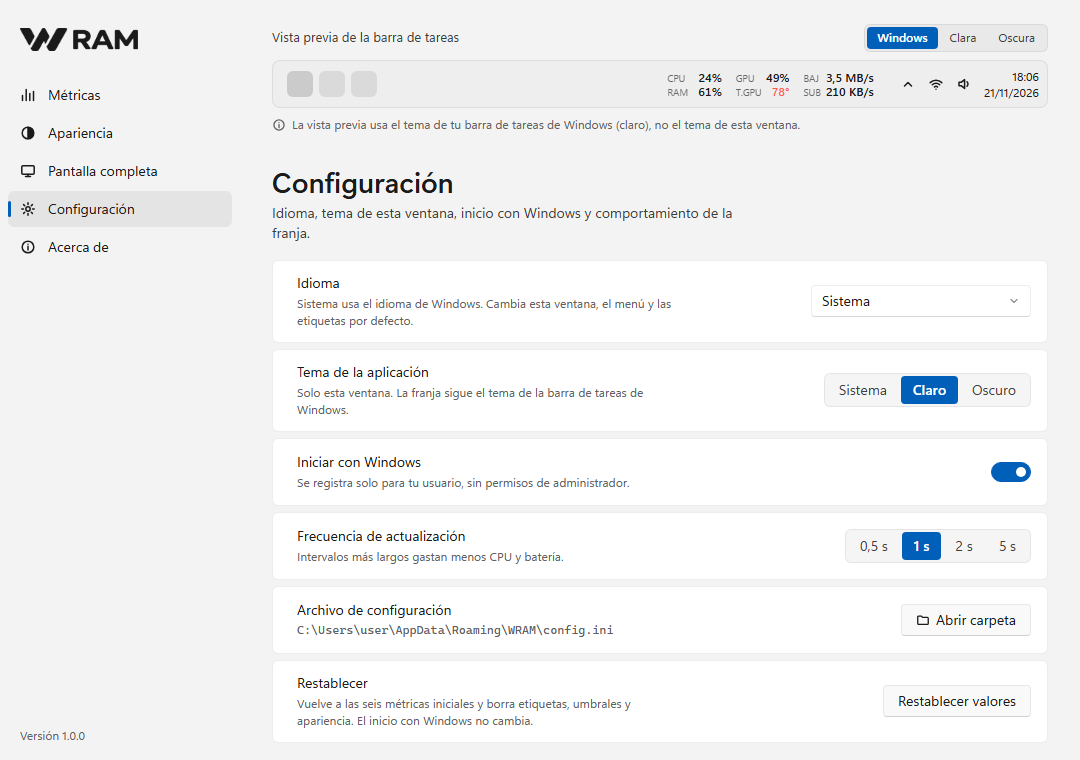 W RAM
Métricas
Apariencia
Pantalla completa
Configuración
Acerca de
Versión 1.0.0
Vista previa de la barra de tareas
Windows Clara Oscura
CPU 24% GPU 49% BAJ 3,5 MB/s
RAM 61% T.GPU 78° SUB 210 KB/s
18:06
21/11/2026
La vista previa usa el tema de tu barra de tareas de Windows (claro), no el tema de esta ventana.
Configuración
Idioma, tema de esta ventana, inicio con Windows y comportamiento de la
franja.
Idioma
Sistema usa el idioma de Windows. Cambia esta ventana, el menú y las
etiquetas por defecto.
Sistema
Tema de la aplicación
Solo esta ventana. La franja sigue el tema de la barra de tareas de
Windows.
Sistema Claro Oscuro
Iniciar con Windows
Se registra solo para tu usuario, sin permisos de administrador.
Frecuencia de actualización
Intervalos más largos gastan menos CPU y batería.
0,5 s 1 s 2 s 5 s
Archivo de configuración
C:\Users\user\AppData\Roaming\WRAM\config.ini
Abrir carpeta
Restablecer
Vuelve a las seis métricas iniciales y borra etiquetas, umbrales y
apariencia. El inicio con Windows no cambia.
Restablecer valores